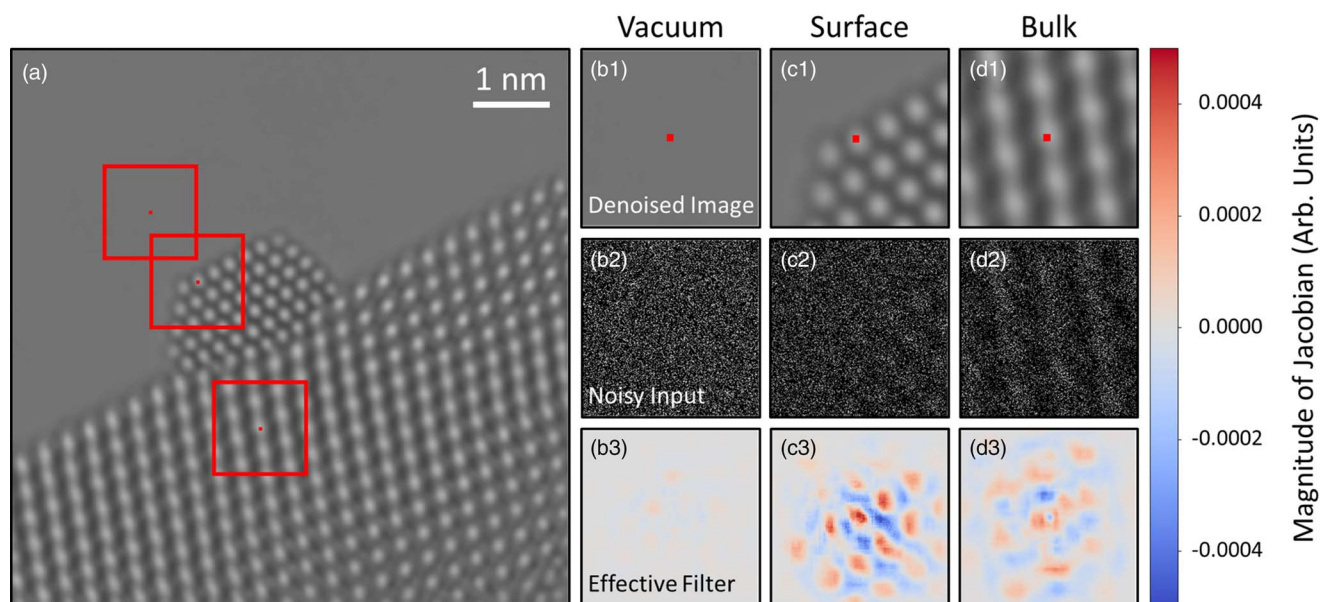 Vacuum Surface Bulk
(a) 1 nm (b1) (c1) (d1)
Denoised Image
(b2) (c2) (d2)
Noisy Input
(b3) (c3) (d3)
Effective Filter
0.0004
0.0002
0.0000
-0.0002
-0.0004
Magnitude of Jacobian (Arb. Units)